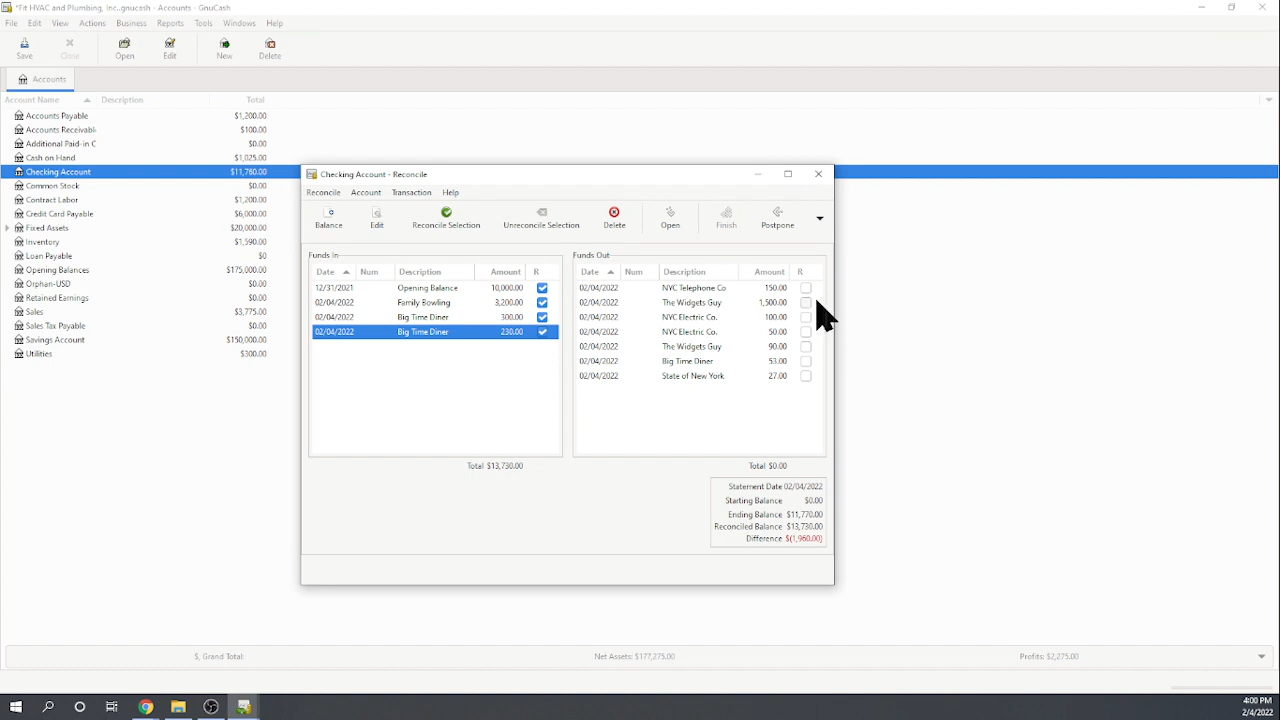 *Fit HVAC and Plumbing, Inc..gnucash - Accounts - GnuCash
File Edit View Actions Business Reports Tools Windows Help
Save Close Open Edit New Delete
Accounts
Account Name Description Total
Accounts Payable $1,200.00
Accounts Receivabl $100.00
Additional Paid-in C $0.00
Cash on Hand $1,025.00
Checking Account $11,760.00
Common Stock $0.00
Contract Labor $1,200.00
Credit Card Payable $6,000.00
Fixed Assets $20,000.00
Inventory $1,590.00
Loan Payable $0
Opening Balances $175,000.00
Orphan-USD $0.00
Retained Earnings $0.00
Sales $3,775.00
Sales Tax Payable $0.00
Savings Account $150,000.00
Utilities $300.00
Checking Account - Reconcile
Reconcile Account Transaction Help
Balance Edit Reconcile Selection Unreconcile Selection Delete Open Finish Postpone
Funds In
Date Num Description Amount R
12/31/2021 Opening Balance 10,000.00
02/04/2022 Family Bowling 3,200.00
02/04/2022 Big Time Diner 300.00
02/04/2022 Big Time Diner 230.00
Total $13,730.00
Funds Out
Date Num Description Amount R
02/04/2022 NYC Telephone Co 150.00
02/04/2022 The Widgets Guy 1,500.00
02/04/2022 NYC Electric Co. 100.00
02/04/2022 NYC Electric Co. 50.00
02/04/2022 The Widgets Guy 90.00
02/04/2022 Big Time Diner 53.00
02/04/2022 State of New York 27.00
Total $0.00
Statement Date 02/04/2022
Starting Balance $0.00
Ending Balance $11,770.00
Reconciled Balance $13,730.00
Difference $(1,960.00)
$, Grand Total: Net Assets: $177,275.00 Profits: $2,275.00
4:00 PM
2/4/2022